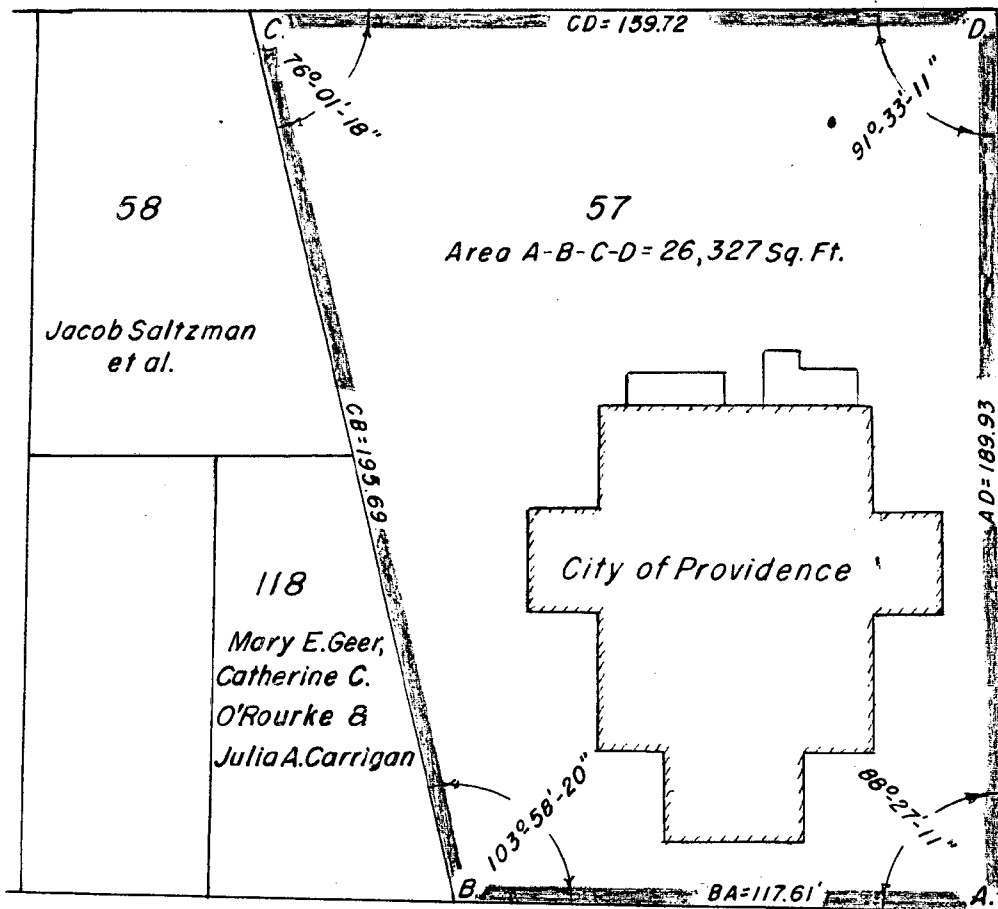 C.
CD=159.72
D.
76°-01'-18"
91°-33'-11"
58
57
Area A-B-C-D=26,327 Sq. Ft.
Jacob Saltzman
et al.
CB=195.69
AD=189.93
City of Providence
118
Mary E. Geer,
Catherine C.
O'Rourke &
Julia A. Carrigan
103°-58'-20"
88°-27'-11"
B.
BA=117.61'
A.